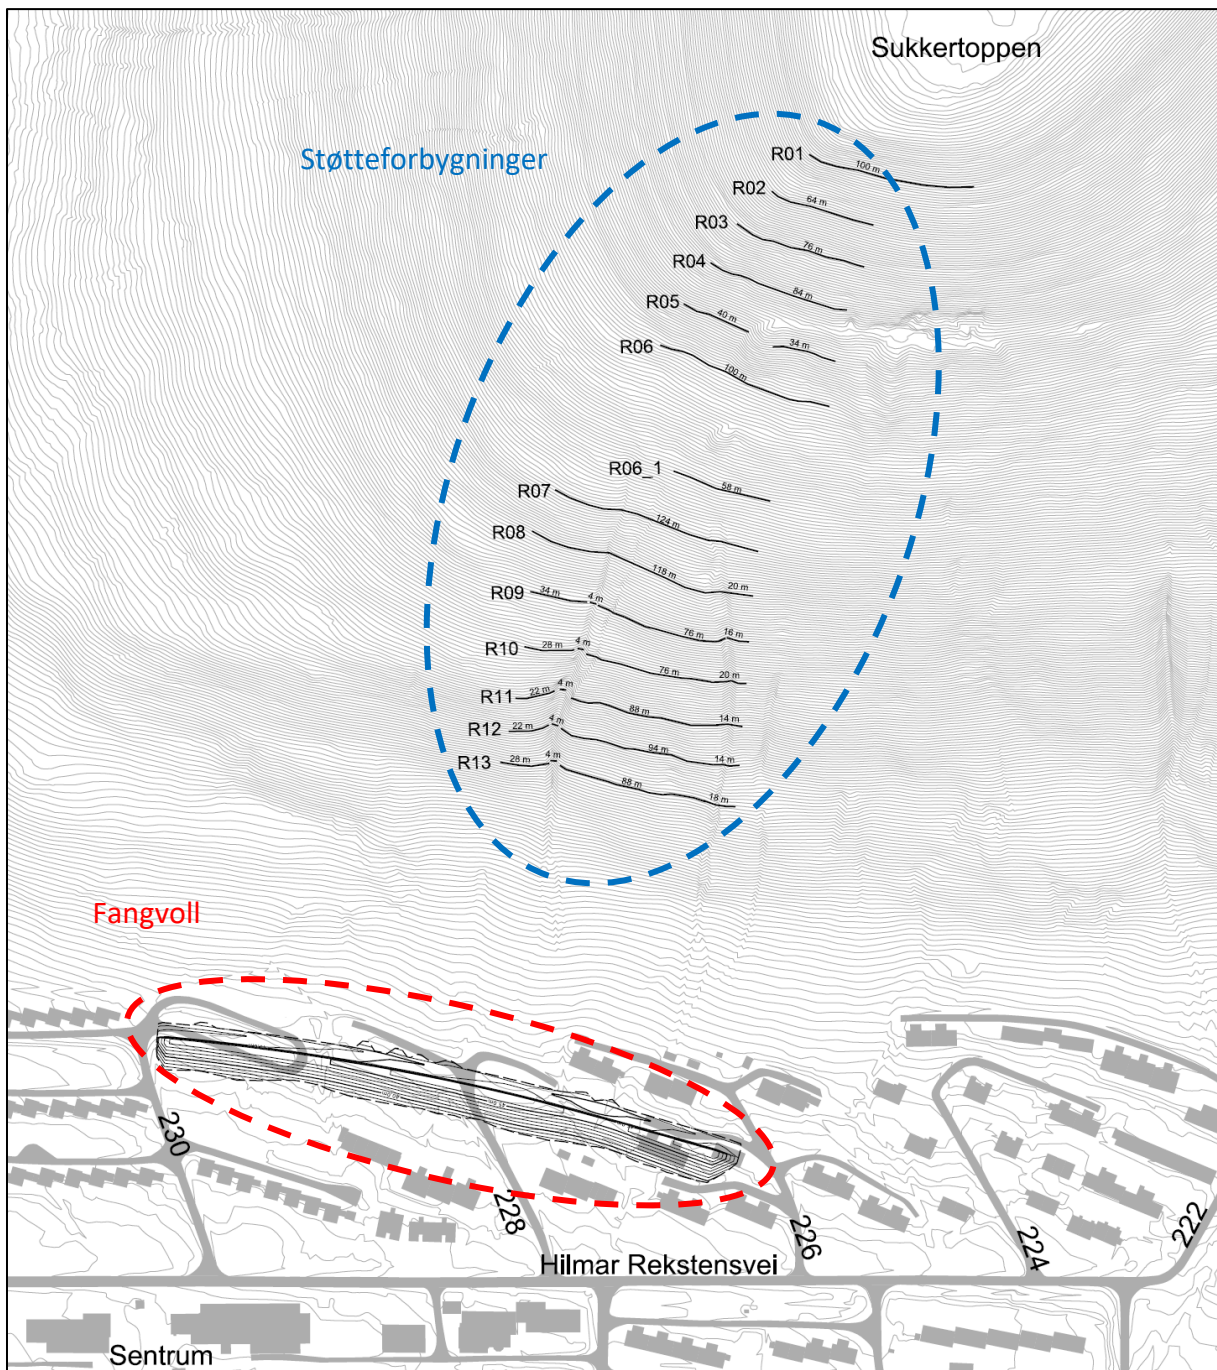 Sukkertoppen
Støtteforbygninger
R01
100 m
R02
64 m
R03
76 m
R04
84 m
R05
40 m
34 m
R06
100 m
R06_1
58 m
R07
124 m
R08
118 m
20 m
R09
34 m
4 m
76 m
16 m
R10
28 m
4 m
76 m
20 m
R11
22 m
4 m
88 m
14 m
R12
22 m
4 m
94 m
14 m
R13
28 m
4 m
88 m
18 m
Fangvoll
230
228
226
224
222
Hilmar Rekstensvei
Sentrum